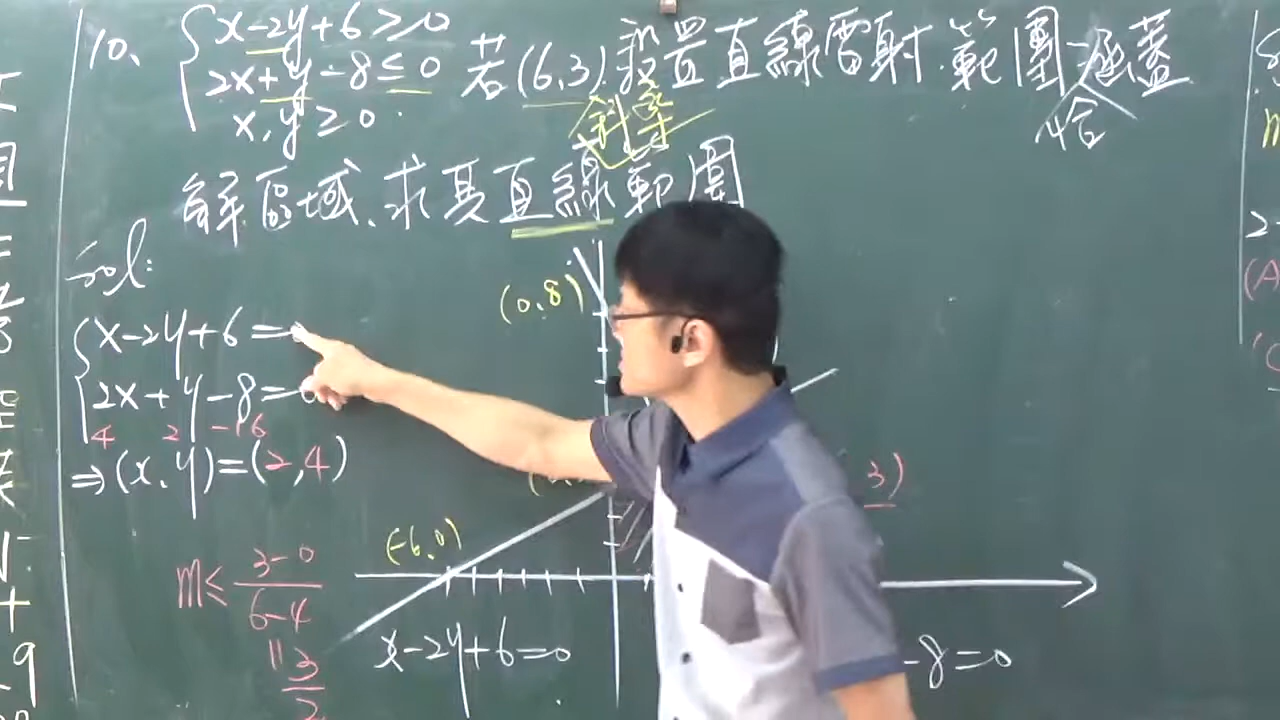 10、
x-2y+6≥0
2x+y-8≤0 若(6,3)設置直線雷射.範圍涵蓋
x,y≥0
斜率
恰
解區域、求其直線範圍
Sol:
(0,8)
x-2y+6=0
2x+y-8=0
4 2 -16
⇒(x,y)=(2,4)
3)
(-6,0)
m≤ 3-0
6-4
3
2
x-2y+6=0
-8=0